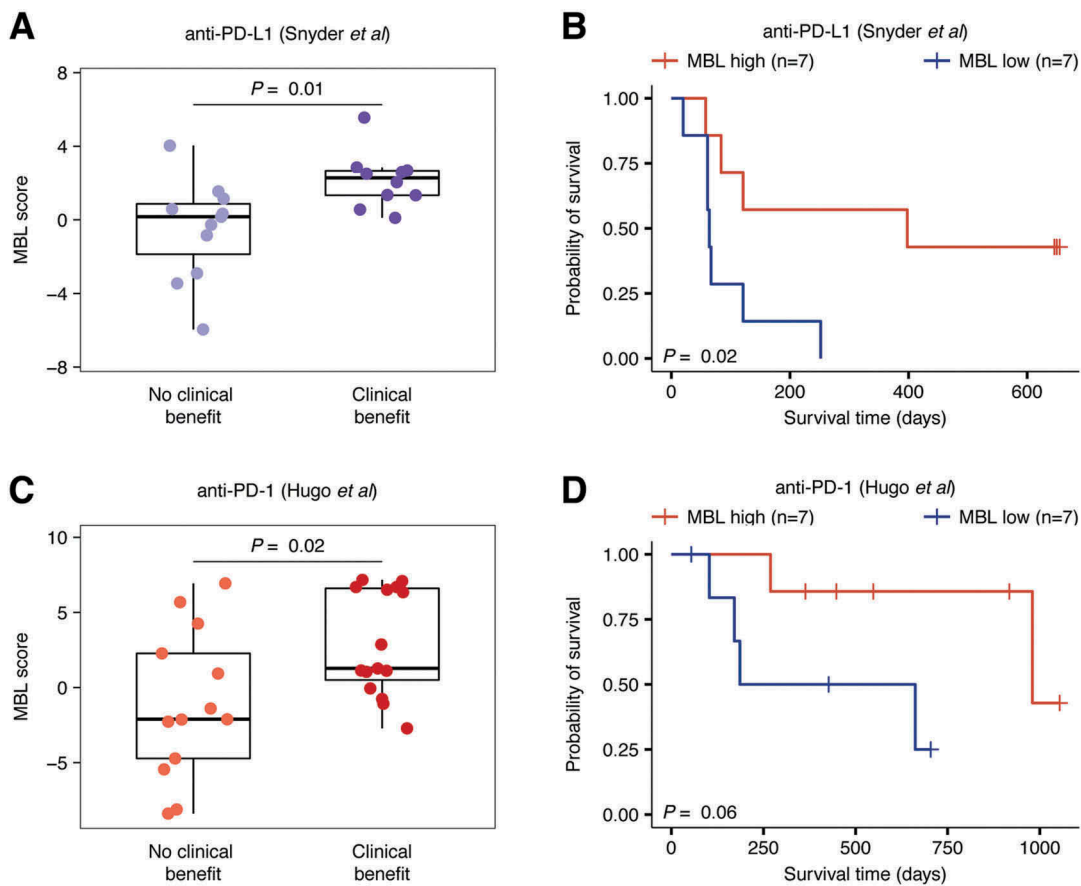 A
anti-PD-L1 (Snyder et al)
P = 0.01
8
4
0
−4
−8
MBL score
No clinical
benefit
Clinical
benefit
B
anti-PD-L1 (Snyder et al)
MBL high (n=7)
MBL low (n=7)
1.00
0.75
0.50
0.25
0.00
Probability of survival
P = 0.02
0
200
400
600
Survival time (days)
C
anti-PD-1 (Hugo et al)
P = 0.02
10
5
0
−5
MBL score
No clinical
benefit
Clinical
benefit
D
anti-PD-1 (Hugo et al)
MBL high (n=7)
MBL low (n=7)
1.00
0.75
0.50
0.25
0.00
Probability of survival
P = 0.06
0
250
500
750
1000
Survival time (days)